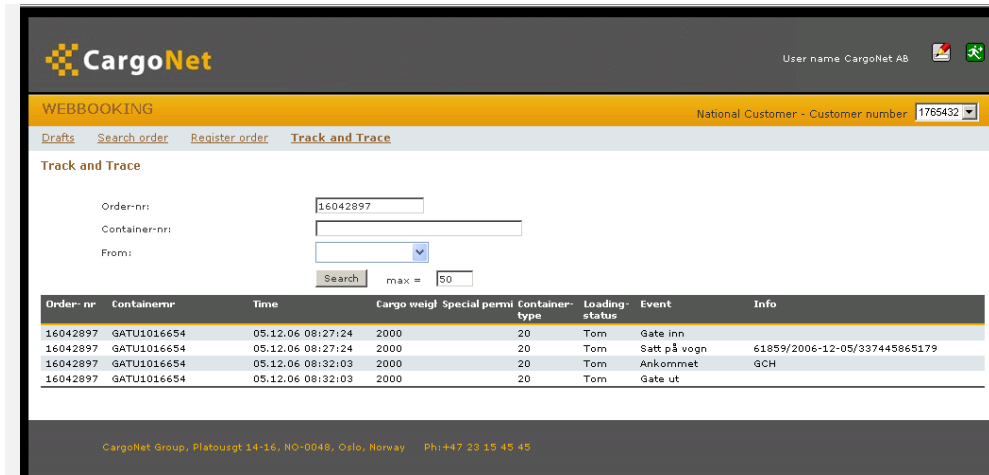 CargoNet
User name CargoNet AB
WEBBOOKING
National Customer - Customer number 1765432
Drafts Search order Register order Track and Trace
Track and Trace
Order-nr: 16042897
Container-nr:
From:
Search max = 50
Order- nr Containernr Time Cargo weigl Special permi Container-type Loading-status Event Info
16042897 GATU1016654 05.12.06 08:27:24 2000 20 Tom Gate inn
16042897 GATU1016654 05.12.06 08:27:24 2000 20 Tom Satt på vogn 61859/2006-12-05/337445865179
16042897 GATU1016654 05.12.06 08:32:03 2000 20 Tom Ankommet GCH
16042897 GATU1016654 05.12.06 08:32:03 2000 20 Tom Gate ut
CargoNet Group, Platousgt 14-16, NO-0048, Oslo, Norway Ph:+47 23 15 45 45